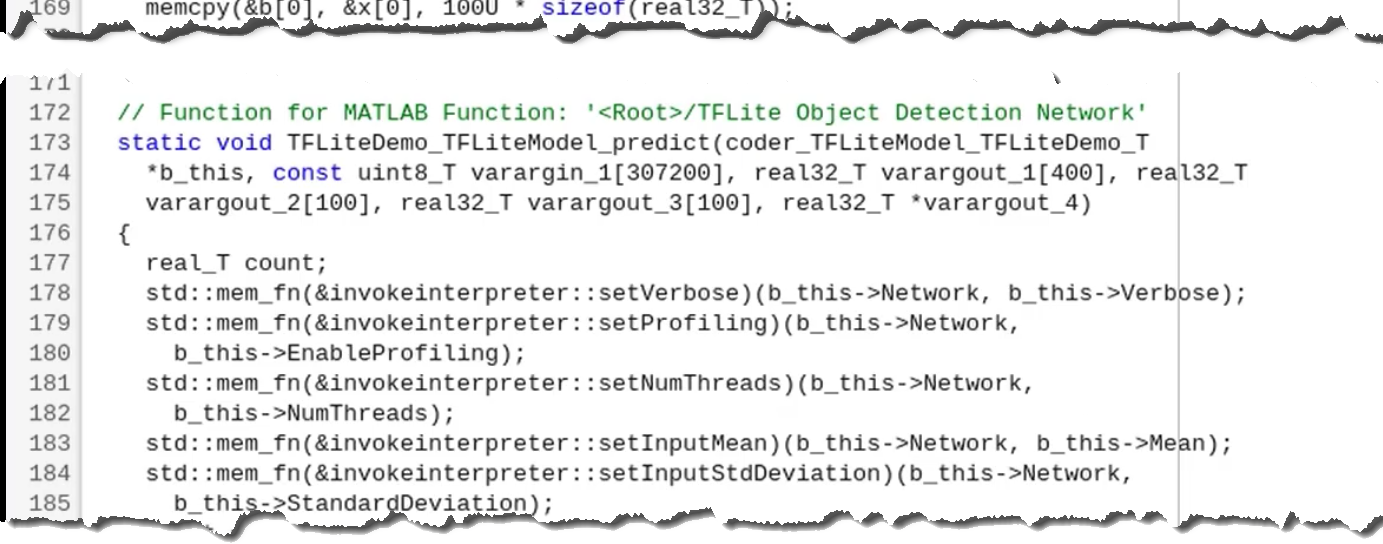 169 memcpy(&b[0], &x[0], 100U * sizeof(real32_T));
171
172 // Function for MATLAB Function: '<Root>/TFLite Object Detection Network'
173 static void TFLiteDemo_TFLiteModel_predict(coder_TFLiteModel_TFLiteDemo_T
174 *b_this, const uint8_T varargin_1[307200], real32_T varargout_1[400], real32_T
175 varargout_2[100], real32_T varargout_3[100], real32_T *varargout_4)
176 {
177 real_T count;
178 std::mem_fn(&invokeinterpreter::setVerbose)(b_this->Network, b_this->Verbose);
179 std::mem_fn(&invokeinterpreter::setProfiling)(b_this->Network,
180 b_this->EnableProfiling);
181 std::mem_fn(&invokeinterpreter::setNumThreads)(b_this->Network,
182 b_this->NumThreads);
183 std::mem_fn(&invokeinterpreter::setInputMean)(b_this->Network, b_this->Mean);
184 std::mem_fn(&invokeinterpreter::setInputStdDeviation)(b_this->Network,
185 b_this->StandardDeviation);